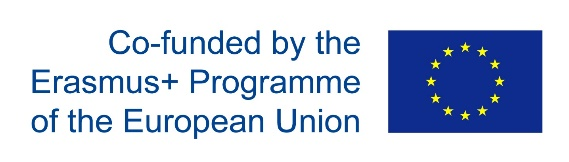 Co-funded by the
Erasmus+ Programme
of the European Union